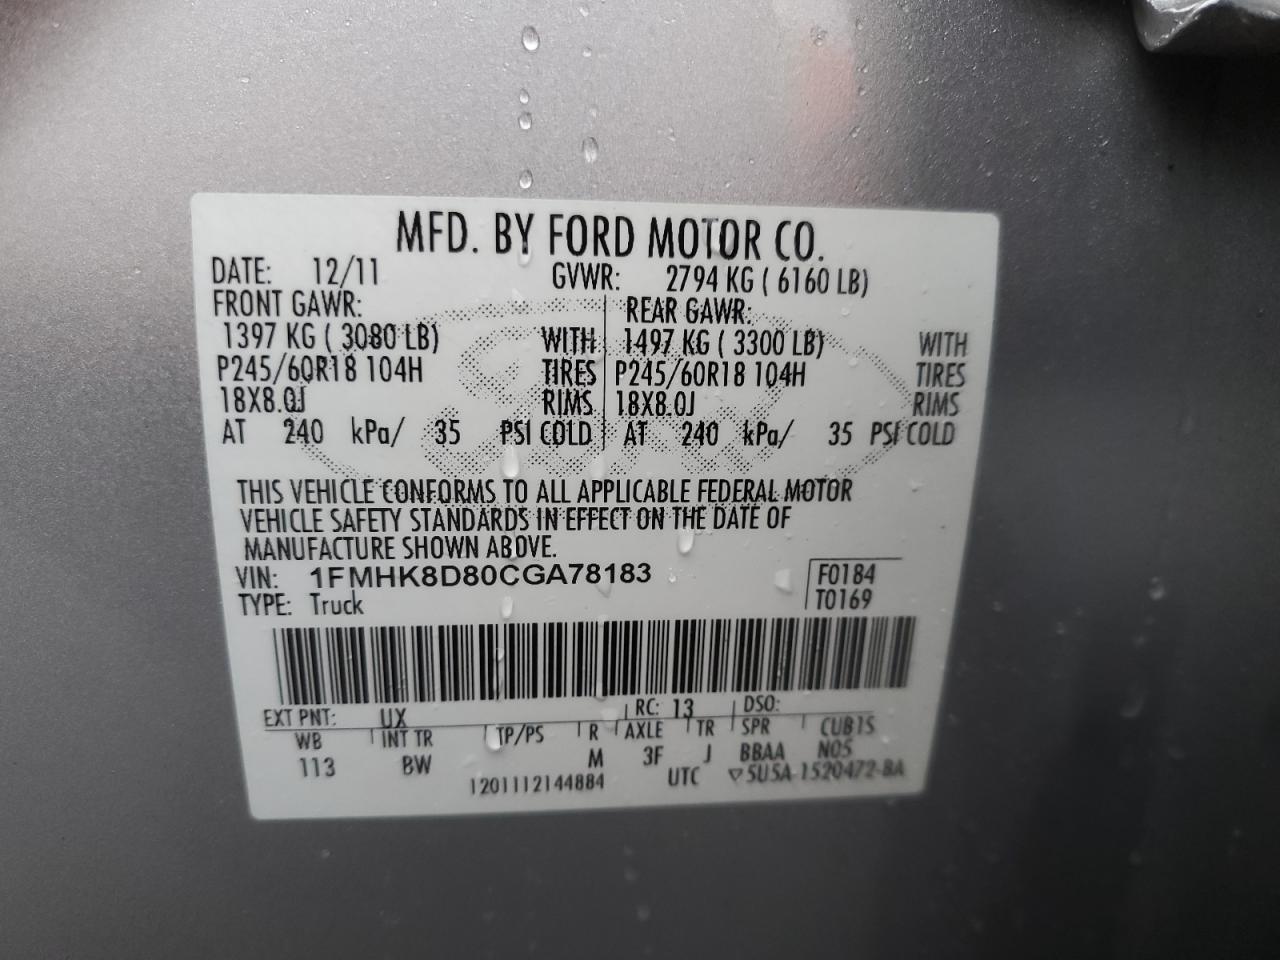 MFD. BY FORD MOTOR CO.
DATE: 12/11 GVWR: 2794 KG ( 6160 LB)
FRONT GAWR: REAR GAWR:
1397 KG ( 3080 LB) WITH 1497 KG ( 3300 LB) WITH
P245/60R18 104H TIRES P245/60R18 104H TIRES
18X8.0J RIMS 18X8.0J RIMS
AT 240 kPa/ 35 PSI COLD AT 240 kPa/ 35 PSI COLD
THIS VEHICLE CONFORMS TO ALL APPLICABLE FEDERAL MOTOR
VEHICLE SAFETY STANDARDS IN EFFECT ON THE DATE OF
MANUFACTURE SHOWN ABOVE.
VIN: 1FMHK8D80CGA78183 F0184
TYPE: Truck T0169
EXT PNT: UX RC: 13 DSO:
WB INT TR TP/PS R AXLE TR SPR CUB1S
113 BW M 3F J BBAA N05
1201112144884 UTC ▽5U5A-1520472-BA